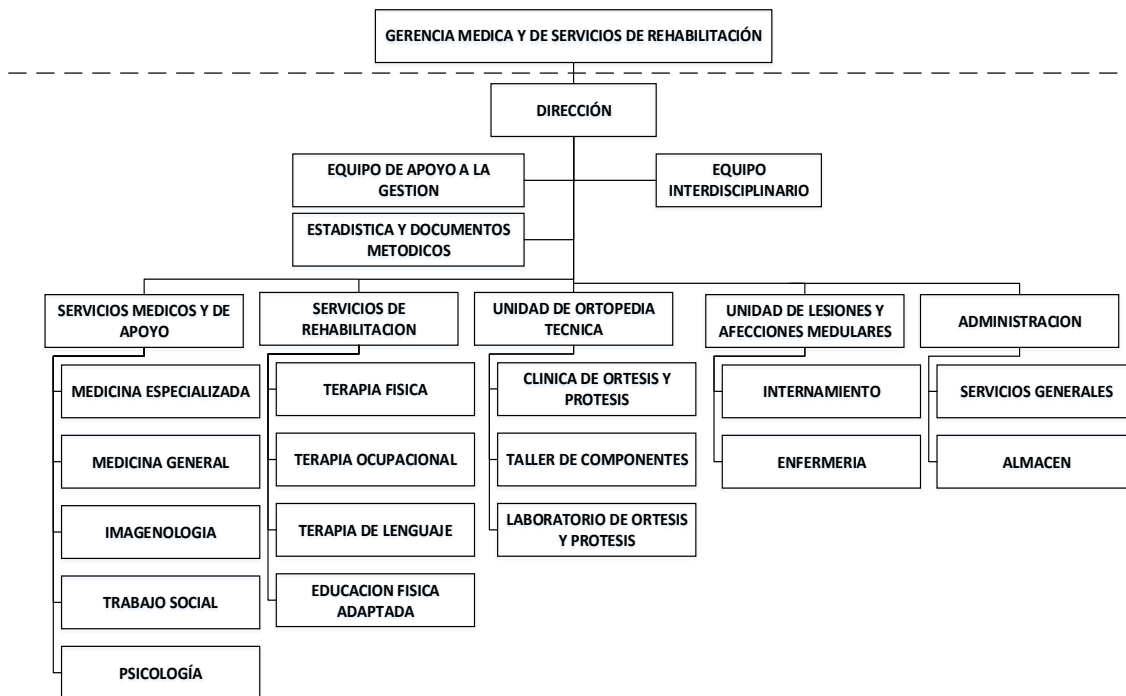 GERENCIA MEDICA Y DE SERVICIOS DE REHABILITACIÓN
DIRECCIÓN
EQUIPO DE APOYO A LA
GESTION
EQUIPO
INTERDISCIPLINARIO
ESTADISTICA Y DOCUMENTOS
METODICOS
SERVICIOS MEDICOS Y DE
APOYO
MEDICINA ESPECIALIZADA
MEDICINA GENERAL
IMAGENOLOGIA
TRABAJO SOCIAL
PSICOLOGÍA
SERVICIOS DE
REHABILITACION
TERAPIA FISICA
TERAPIA OCUPACIONAL
TERAPIA DE LENGUAJE
EDUCACION FISICA
ADAPTADA
UNIDAD DE ORTOPEDIA
TECNICA
CLINICA DE ORTESIS Y
PROTESIS
TALLER DE COMPONENTES
LABORATORIO DE ORTESIS
Y PROTESIS
UNIDAD DE LESIONES Y
AFECCIONES MEDULARES
INTERNAMIENTO
ENFERMERIA
ADMINISTRACION
SERVICIOS GENERALES
ALMACEN